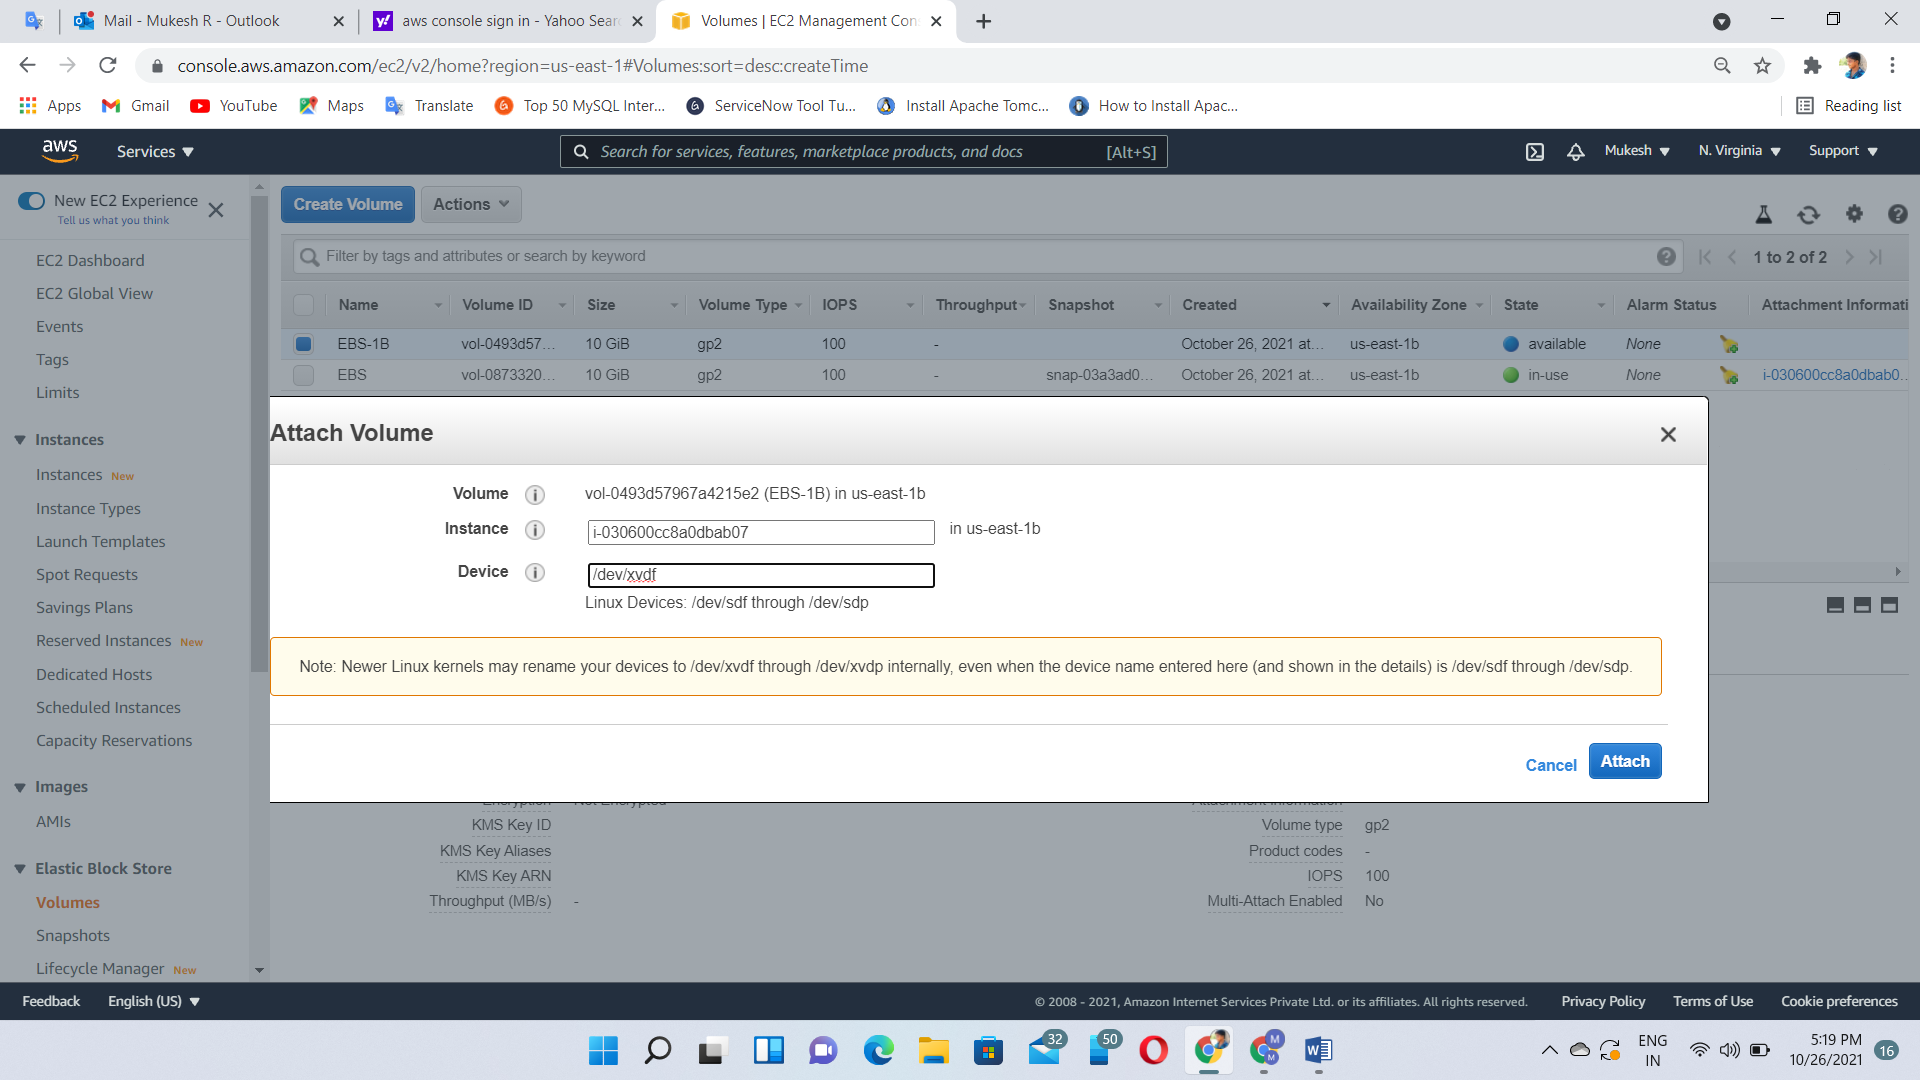 Mail - Mukesh R - Outlook
aws console sign in - Yahoo Sear
Volumes | EC2 Management Con
console.aws.amazon.com/ec2/v2/home?region=us-east-1#Volumes:sort=desc:createTime
Apps Gmail YouTube Maps Translate Top 50 MySQL Inter... ServiceNow Tool Tu... Install Apache Tomc... How to Install Apac... Reading list
aws Services Search for services, features, marketplace products, and docs [Alt+S] Mukesh N. Virginia Support
New EC2 Experience
Tell us what you think
EC2 Dashboard
EC2 Global View
Events
Tags
Limits
Instances
Instances New
Instance Types
Launch Templates
Spot Requests
Savings Plans
Reserved Instances New
Dedicated Hosts
Scheduled Instances
Capacity Reservations
Images
AMIs
Elastic Block Store
Volumes
Snapshots
Lifecycle Manager New
Create Volume Actions
Filter by tags and attributes or search by keyword 1 to 2 of 2
Name Volume ID Size Volume Type IOPS Throughput Snapshot Created Availability Zone State Alarm Status Attachment Informati
EBS-1B vol-0493d57... 10 GiB gp2 100 - October 26, 2021 at... us-east-1b available None
EBS vol-0873320... 10 GiB gp2 100 - snap-03a3ad0... October 26, 2021 at... us-east-1b in-use None i-030600cc8a0dbab0...
Attach Volume
Volume vol-0493d57967a4215e2 (EBS-1B) in us-east-1b
Instance i-030600cc8a0dbab07 in us-east-1b
Device /dev/xvdf
Linux Devices: /dev/sdf through /dev/sdp
Note: Newer Linux kernels may rename your devices to /dev/xvdf through /dev/xvdp internally, even when the device name entered here (and shown in the details) is /dev/sdf through /dev/sdp.
Cancel Attach
Encryption Not Encrypted Attachment information
KMS Key ID Volume type gp2
KMS Key Aliases Product codes -
KMS Key ARN IOPS 100
Throughput (MB/s) - Multi-Attach Enabled No
Feedback English (US) © 2008 - 2021, Amazon Internet Services Private Ltd. or its affiliates. All rights reserved. Privacy Policy Terms of Use Cookie preferences
32 50 M M
ENG
IN
5:19 PM
10/26/2021
16